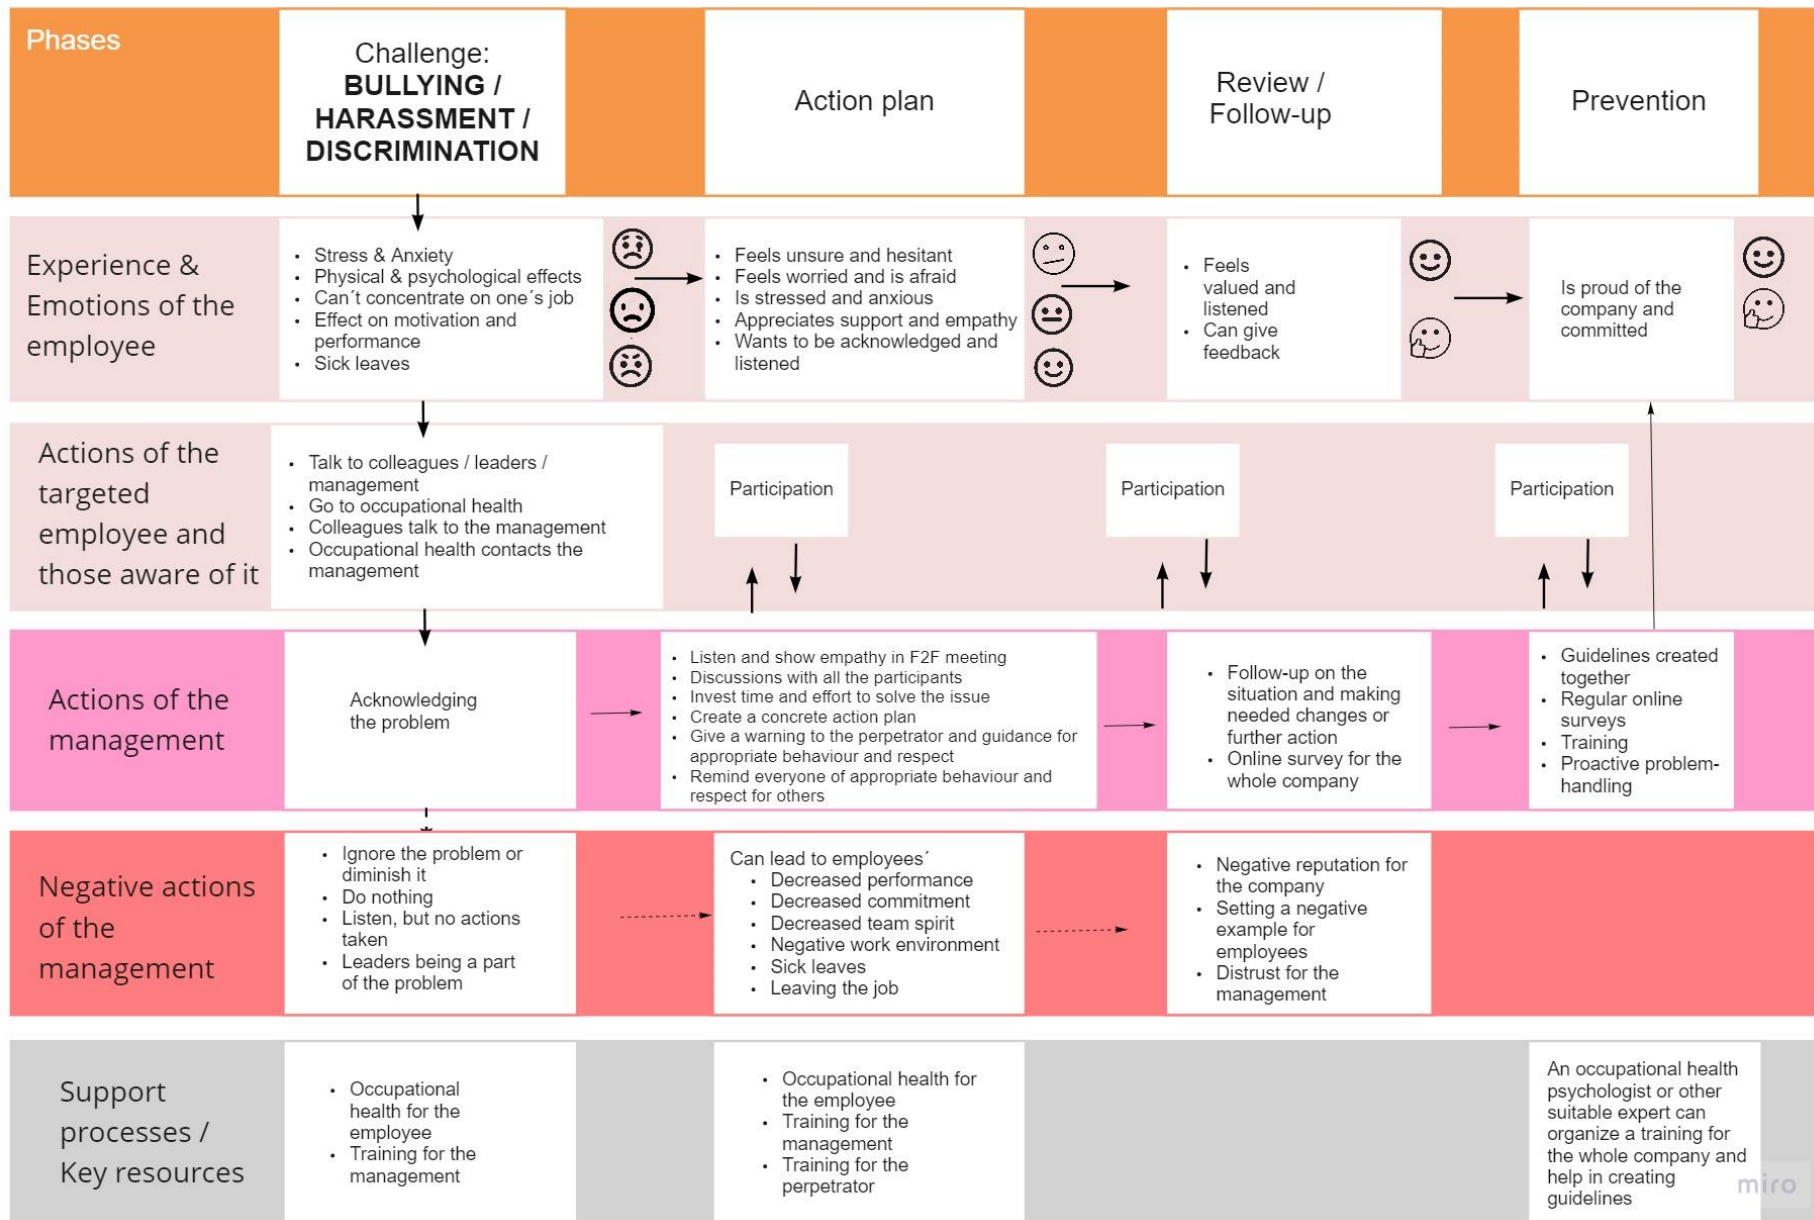 Phases
Challenge:
BULLYING /
HARASSMENT /
DISCRIMINATION
Action plan
Review /
Follow-up
Prevention
Experience &
Emotions of the
employee
• Stress & Anxiety
• Physical & psychological effects
• Can´t concentrate on one´s job
• Effect on motivation and
performance
• Sick leaves
• Feels unsure and hesitant
• Feels worried and is afraid
• Is stressed and anxious
• Appreciates support and empathy
• Wants to be acknowledged and
listened
• Feels
valued and
listened
• Can give
feedback
Is proud of the
company and
committed
Actions of the
targeted
employee and
those aware of it
• Talk to colleagues / leaders /
management
• Go to occupational health
• Colleagues talk to the management
• Occupational health contacts the
management
Participation
Participation
Participation
Actions of the
management
Acknowledging
the problem
• Listen and show empathy in F2F meeting
• Discussions with all the participants
• Invest time and effort to solve the issue
• Create a concrete action plan
• Give a warning to the perpetrator and guidance for
appropriate behaviour and respect
• Remind everyone of appropriate behaviour and
respect for others
• Follow-up on the
situation and making
needed changes or
further action
• Online survey for the
whole company
• Guidelines created
together
• Regular online
surveys
• Training
• Proactive problem-
handling
Negative actions
of the
management
• Ignore the problem or
diminish it
• Do nothing
• Listen, but no actions
taken
• Leaders being a part
of the problem
Can lead to employees´
• Decreased performance
• Decreased commitment
• Decreased team spirit
• Negative work environment
• Sick leaves
• Leaving the job
• Negative reputation for
the company
• Setting a negative
example for
employees
• Distrust for the
management
Support
processes /
Key resources
• Occupational
health for the
employee
• Training for the
management
• Occupational health for
the employee
• Training for the
management
• Training for the
perpetrator
An occupational health
psychologist or other
suitable expert can
organize a training for
the whole company and
help in creating
guidelines
miro